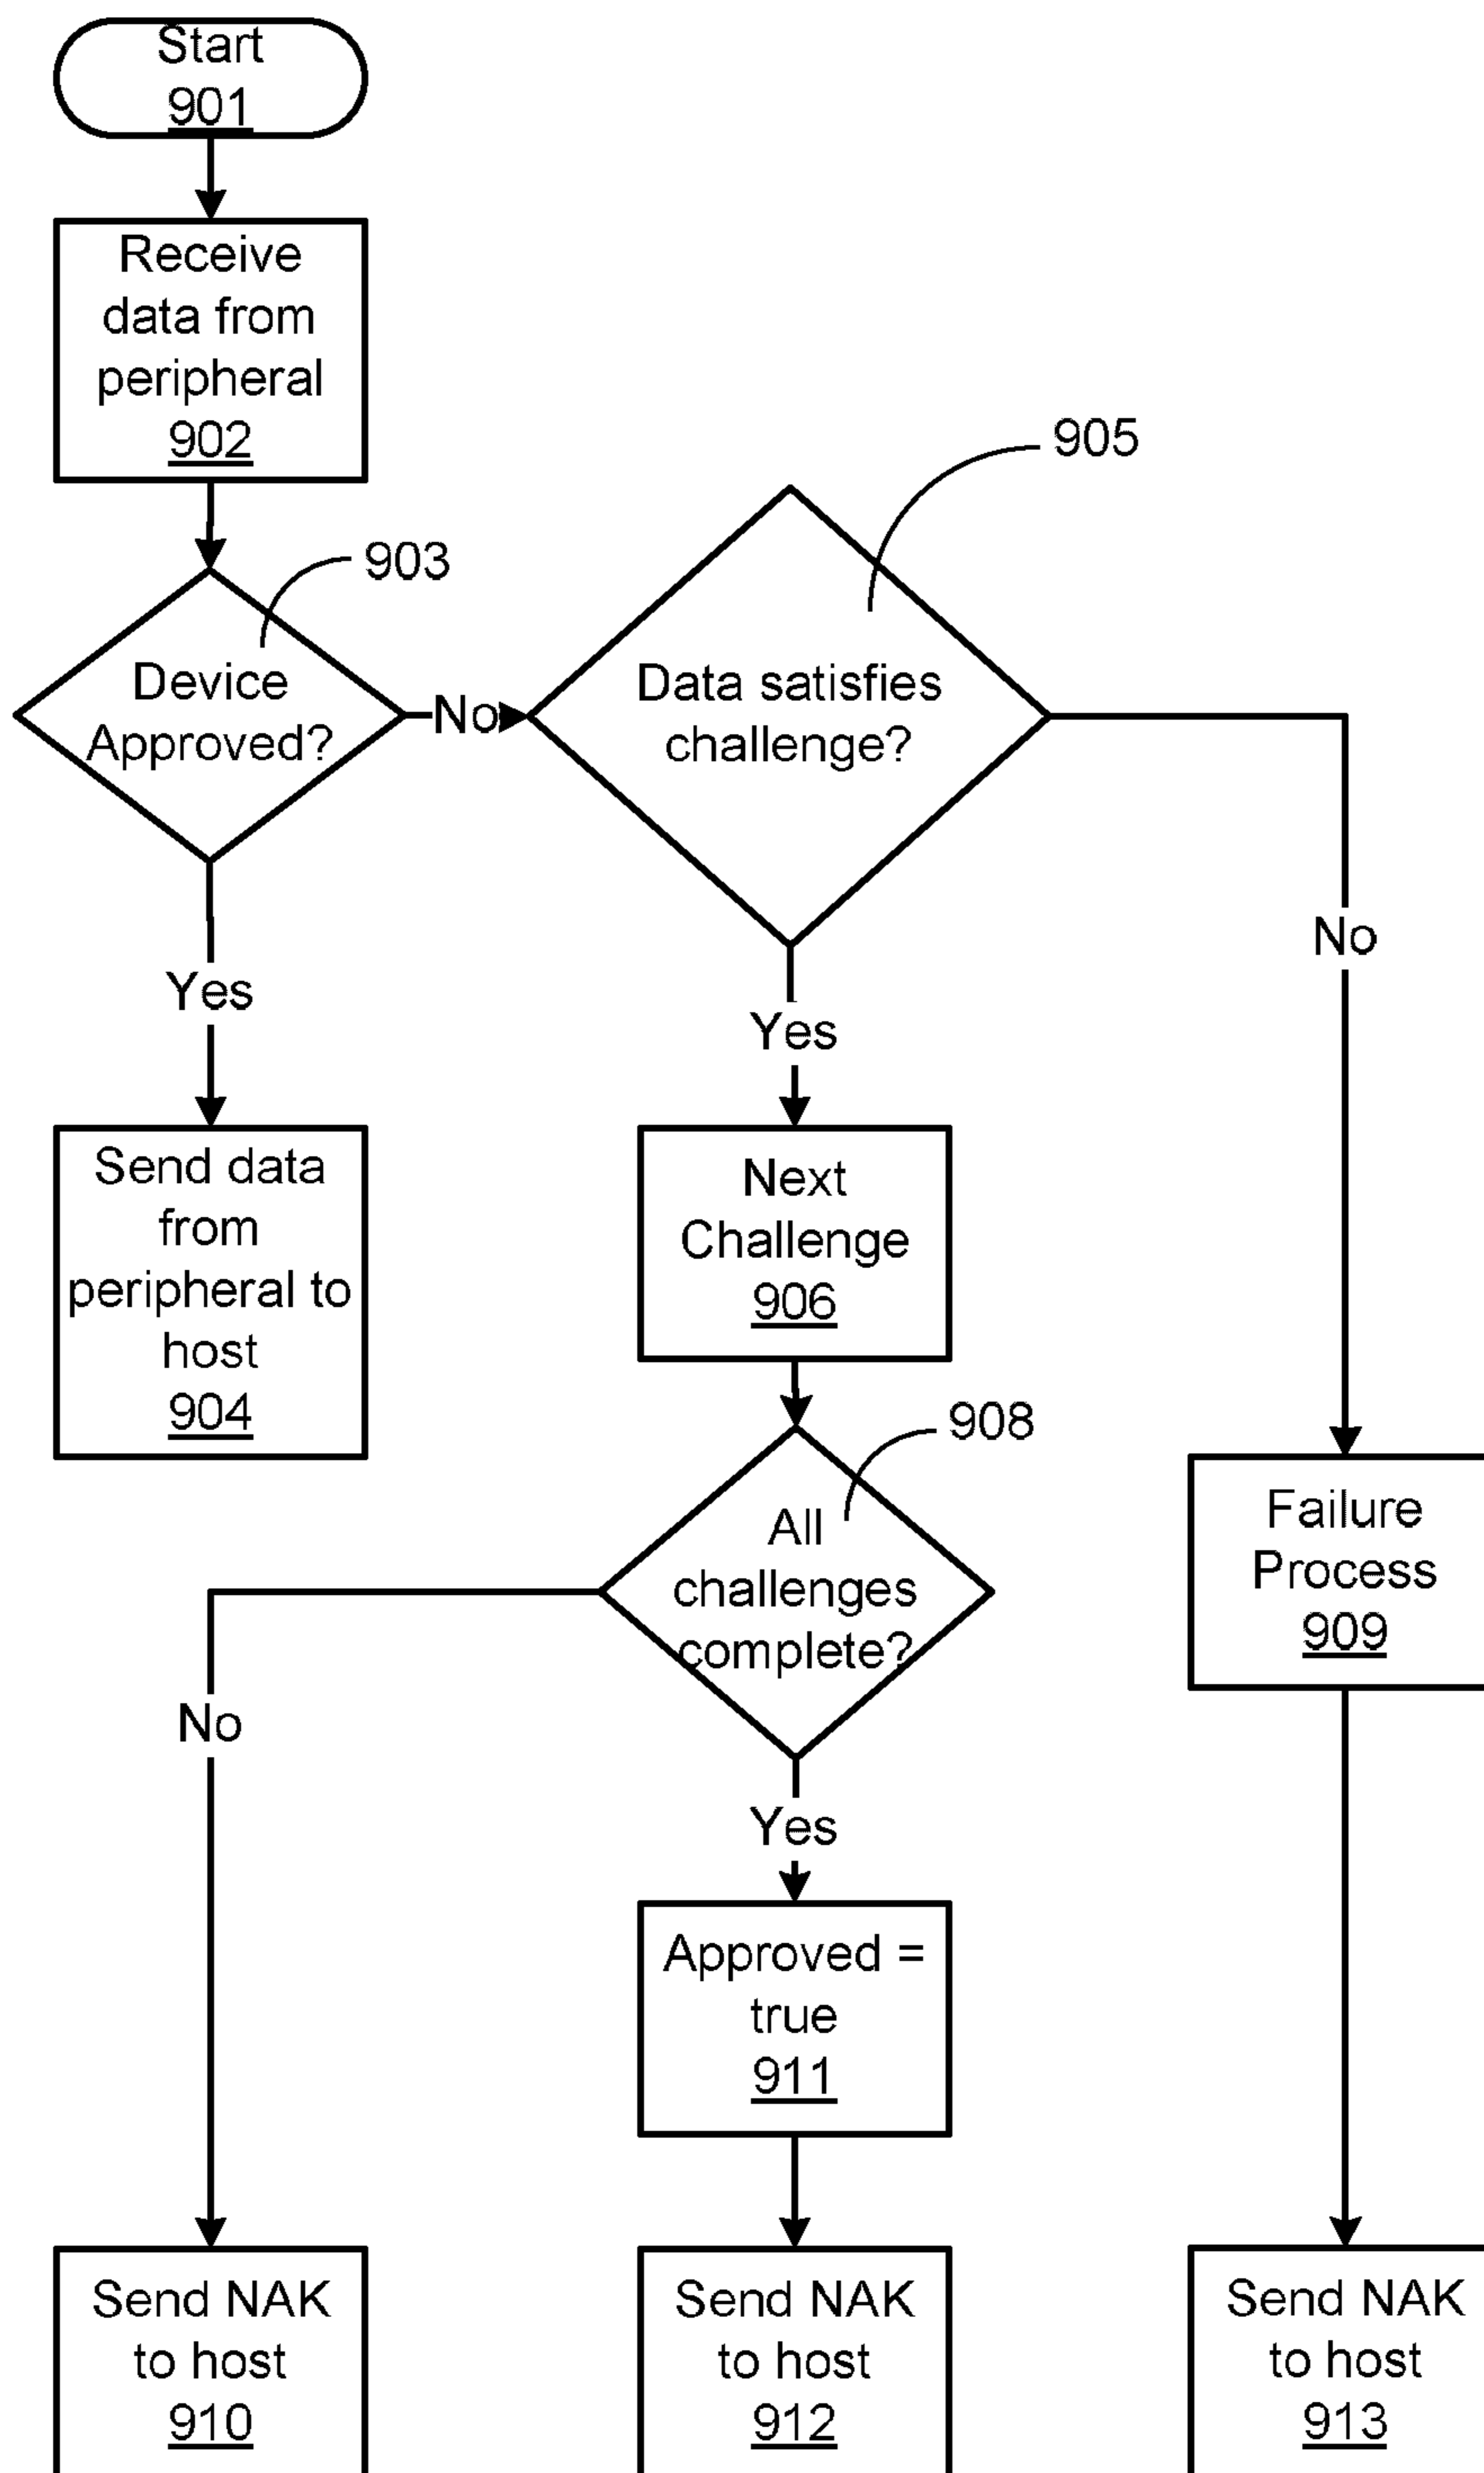 Start
901
Receive
data from
peripheral
902
903
Device
Approved?
No
905
Data satisfies
challenge?
Yes
Send data
from
peripheral to
host
904
Yes
Next
Challenge
906
No
908
All
challenges
complete?
Failure
Process
909
No
Yes
Approved =
true
911
Send NAK
to host
910
Send NAK
to host
912
Send NAK
to host
913